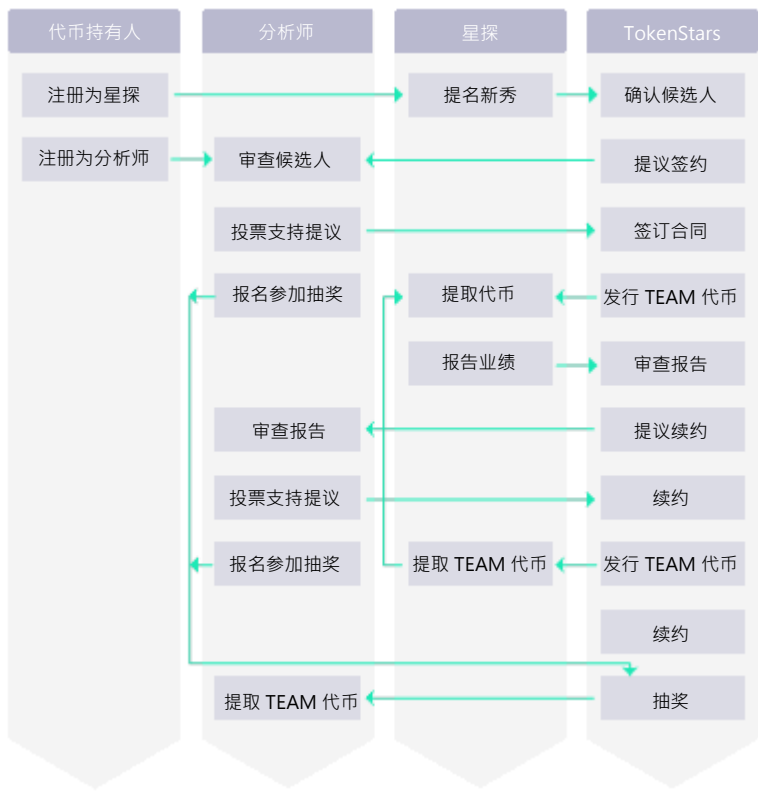 代币持有人
分析师
星探
TokenStars
注册为星探
提名新秀
确认候选人
注册为分析师
审查候选人
提议签约
投票支持提议
签订合同
报名参加抽奖
提取代币
发行 TEAM 代币
报告业绩
审查报告
审查报告
提议续约
投票支持提议
续约
报名参加抽奖
提取 TEAM 代币
发行 TEAM 代币
续约
提取 TEAM 代币
抽奖